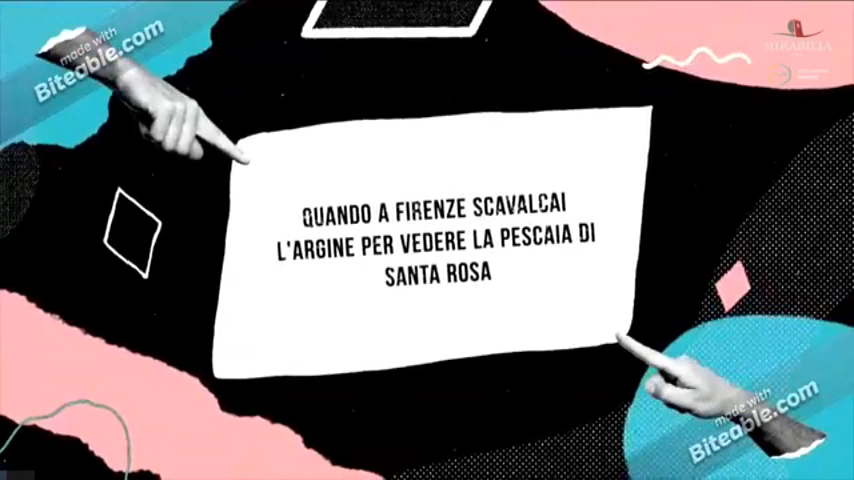 made with
Biteable.com
MIRABILIA
QUANDO A FIRENZE SCAVALCAI
L'ARGINE PER VEDERE LA PESCAIA DI
SANTA ROSA
made with
Biteable.com